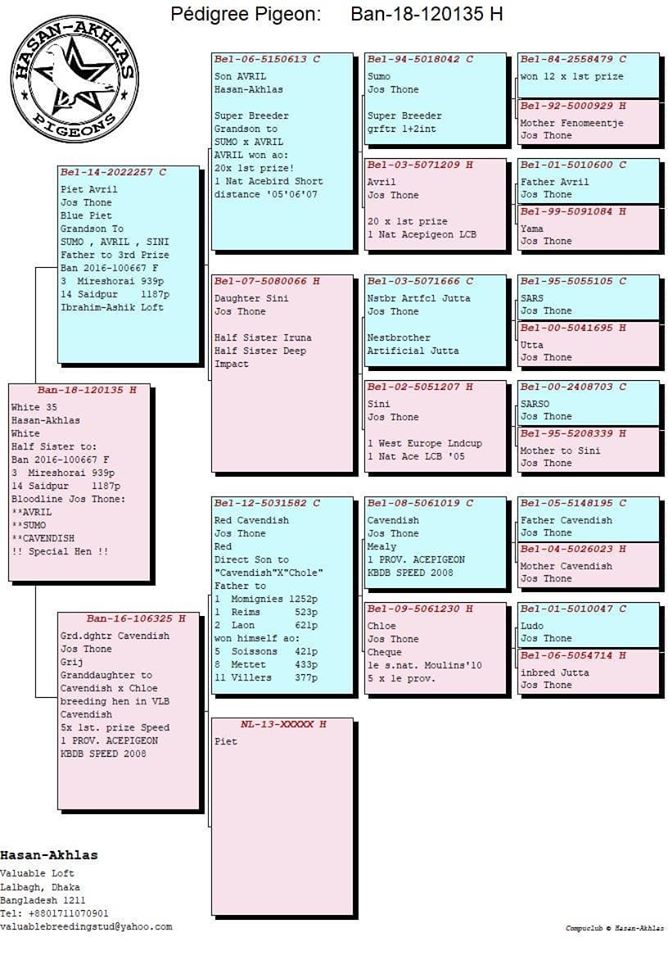 Pédigree Pigeon: Ban-18-120135 H
HASAN-AKHLAS
PIGEONS
Bel-06-5150613 C
Son AVRIL
Hasan-Akhlas
Super Breeder
Grandson to
SUMO x AVRIL
AVRIL won ao:
20x 1st prize!
1 Nat Acebird Short
distance '05'06'07
Bel-94-5018042 C
Sumo
Jos Thone
Super Breeder
grftr 1+2int
Bel-84-2558479 C
won 12 x 1st prize
Bel-92-5000929 H
Mother Fenomeentje
Jos Thone
Bel-03-5071209 H
Avril
Jos Thone
20 x 1st prize
1 Nat Acepigeon LCB
Bel-01-5010600 C
Father Avril
Jos Thone
Bel-99-5091084 H
Yama
Jos Thone
Bel-14-2022257 C
Piet Avril
Jos Thone
Blue Piet
Grandson To
SUMO , AVRIL , SINI
Father to 3rd Prize
Ban 2016-100667 F
3 Mireshorai 939p
14 Saidpur 1187p
Ibrahim-Ashik Loft
Bel-07-5080066 H
Daughter Sini
Jos Thone
Half Sister Iruna
Half Sister Deep
Impact
Bel-03-5071666 C
Nstbr Artfcl Jutta
Jos Thone
Nestbrother
Artificial Jutta
Bel-95-5055105 C
SARS
Jos Thone
Bel-00-5041695 H
Utta
Jos Thone
Bel-02-5051207 H
Sini
Jos Thone
1 West Europe Lndcup
1 Nat Ace LCB '05
Bel-00-2408703 C
SARSO
Jos Thone
Bel-95-5208339 H
Mother to Sini
Jos Thone
Ban-18-120135 H
White 35
Hasan-Akhlas
White
Half Sister to:
Ban 2016-100667 F
3 Mireshorai 939p
14 Saidpur 1187p
Bloodline Jos Thone:
**AVRIL
**SUMO
**CAVENDISH
!! Special Hen !!
Bel-12-5031582 C
Red Cavendish
Jos Thone
Red
Direct Son to
"Cavendish"X"Chole"
Father to
1 Momignies 1252p
1 Reims 523p
2 Laon 621p
won himself ao:
5 Soissons 421p
8 Mettet 433p
11 Villers 377p
Bel-08-5061019 C
Cavendish
Jos Thone
Mealy
1 PROV. ACEPIGEON
KBDB SPEED 2008
Bel-05-5148195 C
Father Cavendish
Jos Thone
Bel-04-5026023 H
Mother Cavendish
Jos Thone
Bel-09-5061230 H
Chloe
Jos Thone
Cheque
1e s.nat. Moulins'10
5 x 1e prov.
Bel-01-5010047 C
Ludo
Jos Thone
Bel-06-5054714 H
inbred Jutta
Jos Thone
Ban-16-106325 H
Grd.dghtr Cavendish
Jos Thone
Grij
Granddaughter to
Cavendish x Chloe
breeding hen in VLB
Cavendish
5x 1st. prize Speed
1 PROV. ACEPIGEON
KBDB SPEED 2008
NL-13-XXXXX H
Piet
Hasan-Akhlas
Valuable Loft
Lalbagh, Dhaka
Bangladesh 1211
Tel: +8801711070901
valuablebreedingstud@yahoo.com
Compuclub © Hasan-Akhlas